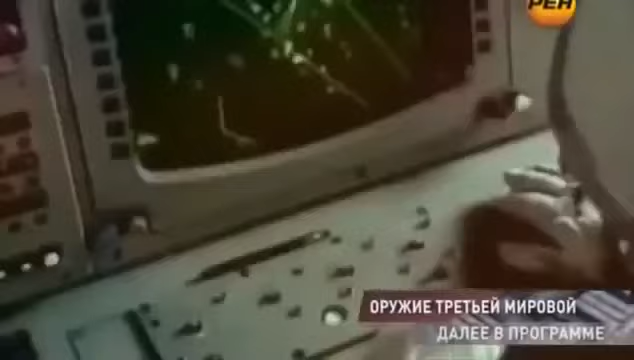 РЕН
ОРУЖИЕ ТРЕТЬЕЙ МИРОВОЙ
ДАЛЕЕ В ПРОГРАММЕ